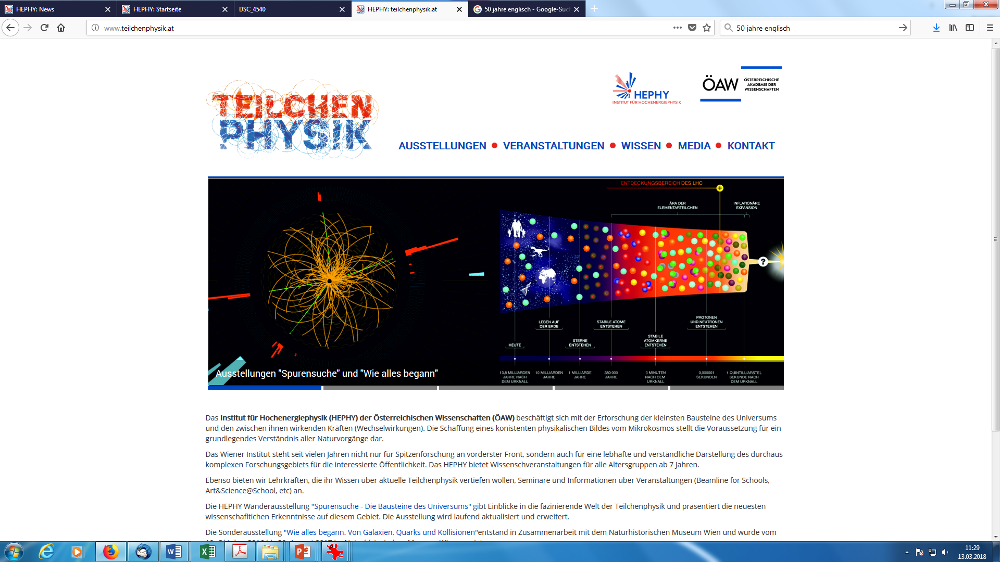 HEPHY: News
HEPHY: Startseite
DSC_4540
HEPHY: teilchenphysik.at
50 jahre englisch - Google-Suc
www.teilchenphysik.at
50 jahre englisch
TEILCHEN
PHYSIK
HEPHY
INSTITUT FÜR HOCHENERGIEPHYSIK
ÖAW
ÖSTERREICHISCHE
AKADEMIE DER
WISSENSCHAFTEN
AUSSTELLUNGEN VERANSTALTUNGEN WISSEN MEDIA KONTAKT
ENTDECKUNGSBEREICH DES LHC
ÄRA DER
ELEMENTARTEILCHEN
INFLATIONÄRE
EXPANSION
?
LEBEN AUF
DER ERDE
STABILE ATOME
ENTSTEHEN
PROTONEN
UND NEUTRONEN
ENTSTEHEN
HEUTE
STERNE
ENTSTEHEN
STABILE
ATOMKERNE
ENTSTEHEN
13,8 MILLIARDEN
JAHRE NACH
DEM URKNALL
10 MILLIARDEN
JAHRE
1 MILLIARDE
JAHRE
380 000
JAHRE
3 MINUTEN
NACH DEM
URKNALL
0,000001
SEKUNDEN
1 QUINTILLIARSTEL
SEKUNDE NACH
DEM URKNALL
Ausstellungen "Spurensuche" und "Wie alles begann"
Das Institut für Hochenergiephysik (HEPHY) der Österreichischen Wissenschaften (ÖAW) beschäftigt sich mit der Erforschung der kleinsten Bausteine des Universums
und den zwischen ihnen wirkenden Kräften (Wechselwirkungen). Die Schaffung eines konistenten physikalischen Bildes vom Mikrokosmos stellt die Voraussetzung für ein
grundlegendes Verständnis aller Naturvorgänge dar.
Das Wiener Institut steht seit vielen Jahren nicht nur für Spitzenforschung an vorderster Front, sondern auch für eine lebhafte und verständliche Darstellung des durchaus
komplexen Forschungsgebiets für die interessierte Öffentlichkeit. Das HEPHY bietet Wissenschveranstaltungen für alle Altersgruppen ab 7 Jahren.
Ebenso bieten wir Lehrkräften, die ihr Wissen über aktuelle Teilchenphysik vertiefen wollen, Seminare und Informationen über Veranstaltungen (Beamline for Schools,
Art&Science@School, etc) an.
Die HEPHY Wanderausstellung "Spurensuche - Die Bausteine des Universums" gibt Einblicke in die fazinierende Welt der Teilchenphysik und präsentiert die neuesten
wissenschafltichen Erkenntnisse auf diesem Gebiet. Die Ausstellung wird laufend aktualisiert und erweitert.
Die Sonderausstellung "Wie alles begann. Von Galaxien, Quarks und Kollisionen"entstand in Zusammenarbeit mit dem Naturhistorischen Museum Wien und wurde vom
11:29
13.03.2018